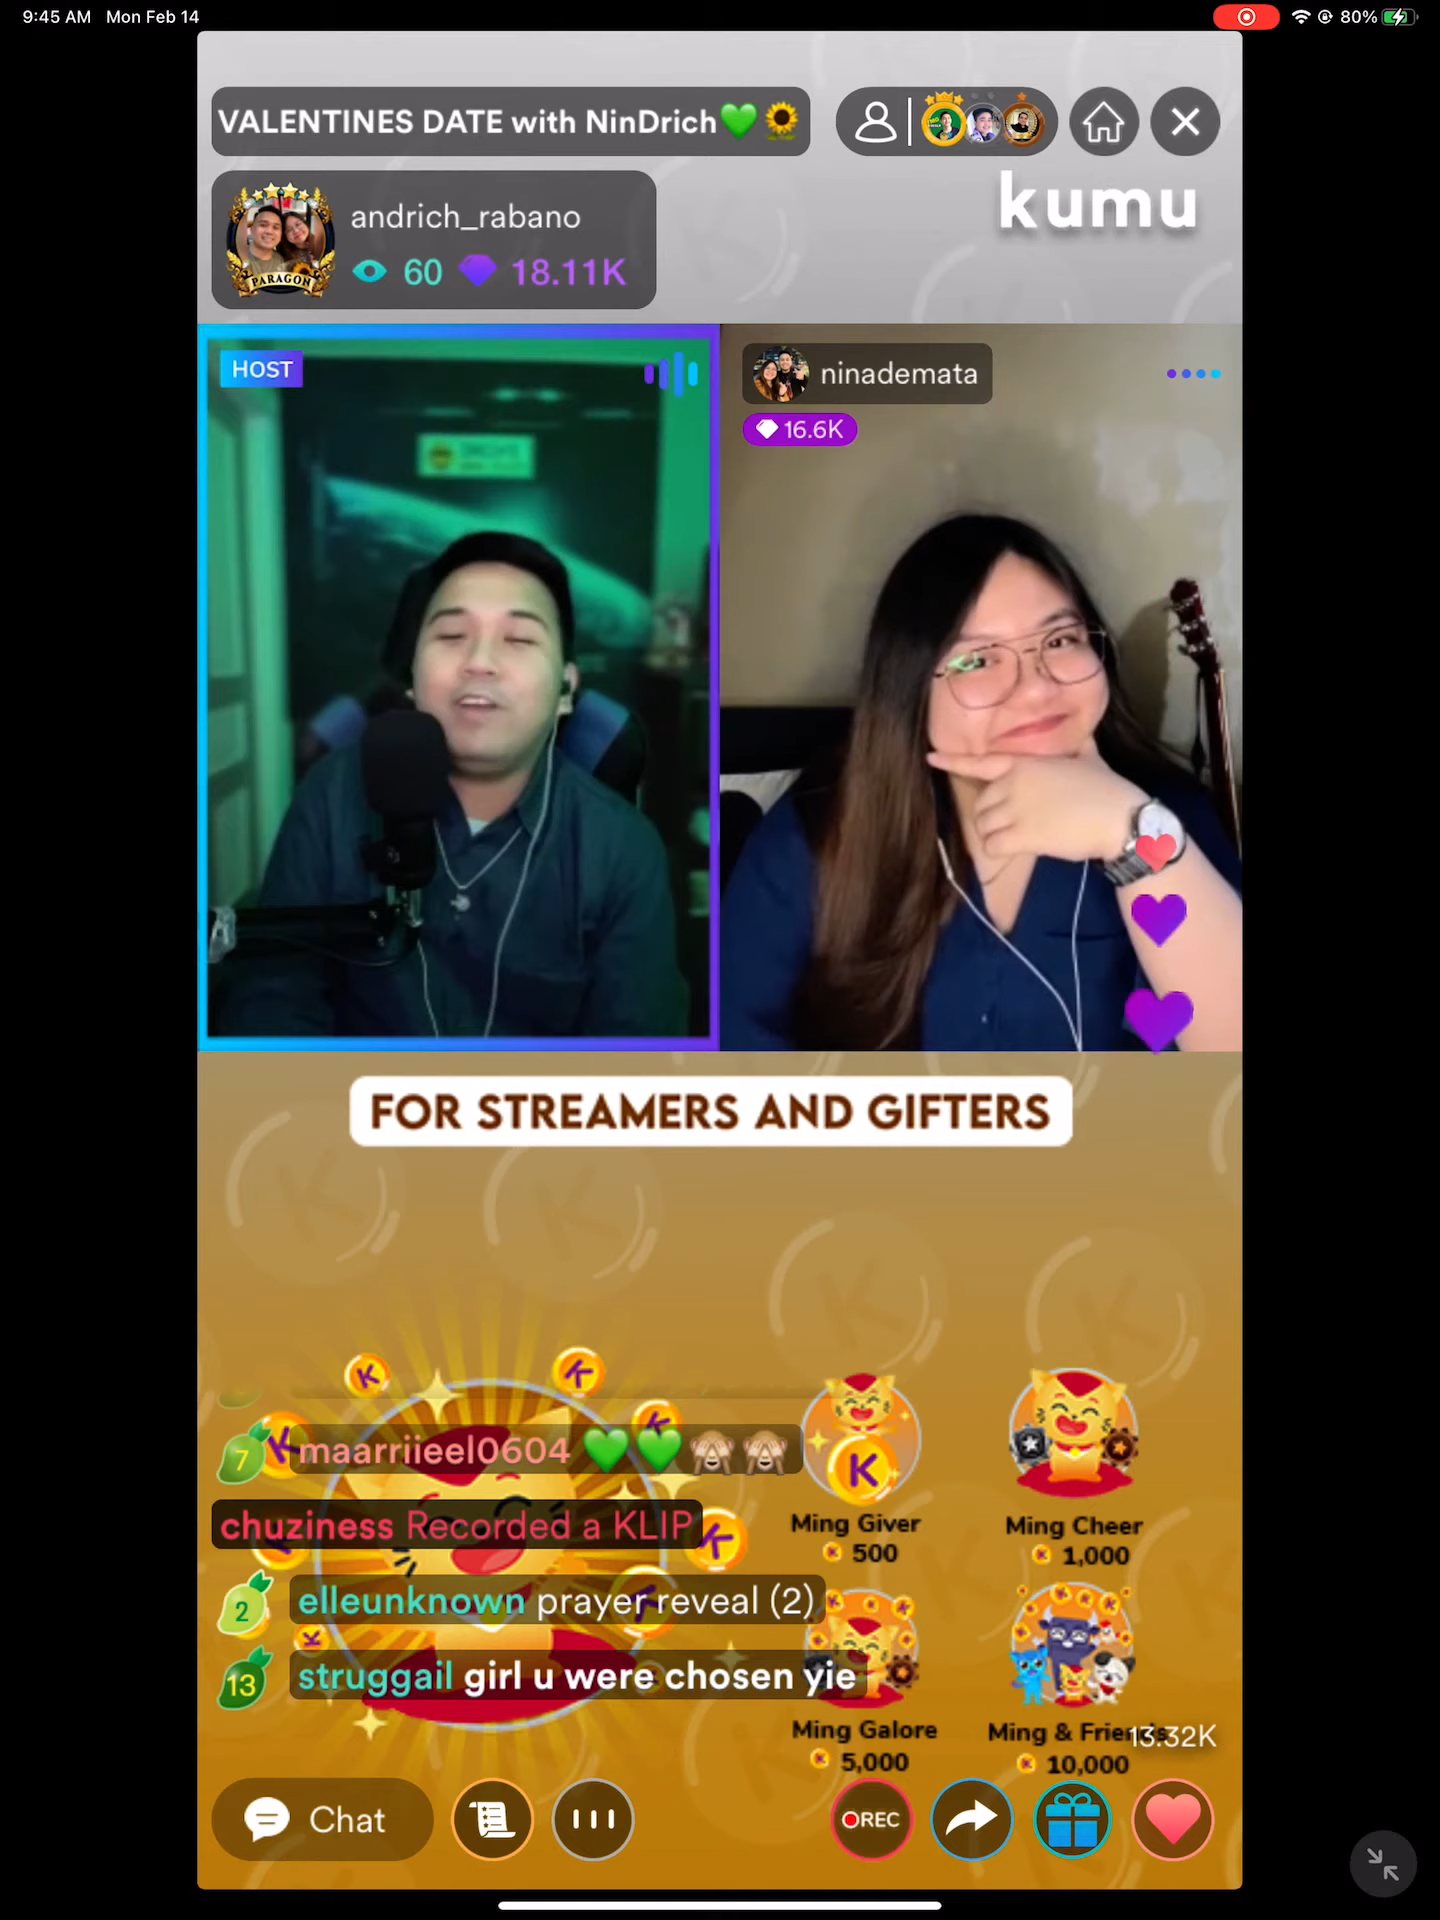 9:45 AM Mon Feb 14
80%
VALENTINES DATE with NinDrich💚🌻
kumu
andrich_rabano
60 18.11K
PARAGON
HOST
ninademata
16.6K
FOR STREAMERS AND GIFTERS
7 maarriieel0604 💚💚🙈🙈
chuziness Recorded a KLIP
2 elleunknown prayer reveal (2)
13 struggail girl u were chosen yie
Ming Giver
500
Ming Cheer
1,000
Ming Galore
5,000
Ming & Friends
10,000
13.32K
Chat
REC